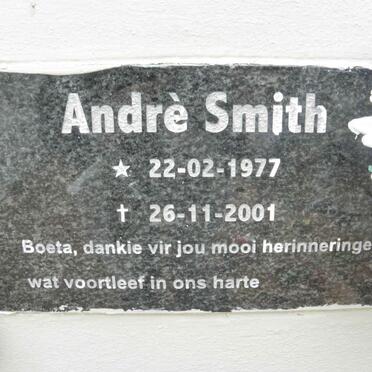 Andrè Smith
★ 22-02-1977
† 26-11-2001
Boeta, dankie vir jou mooi herinneringe
wat voortleef in ons harte